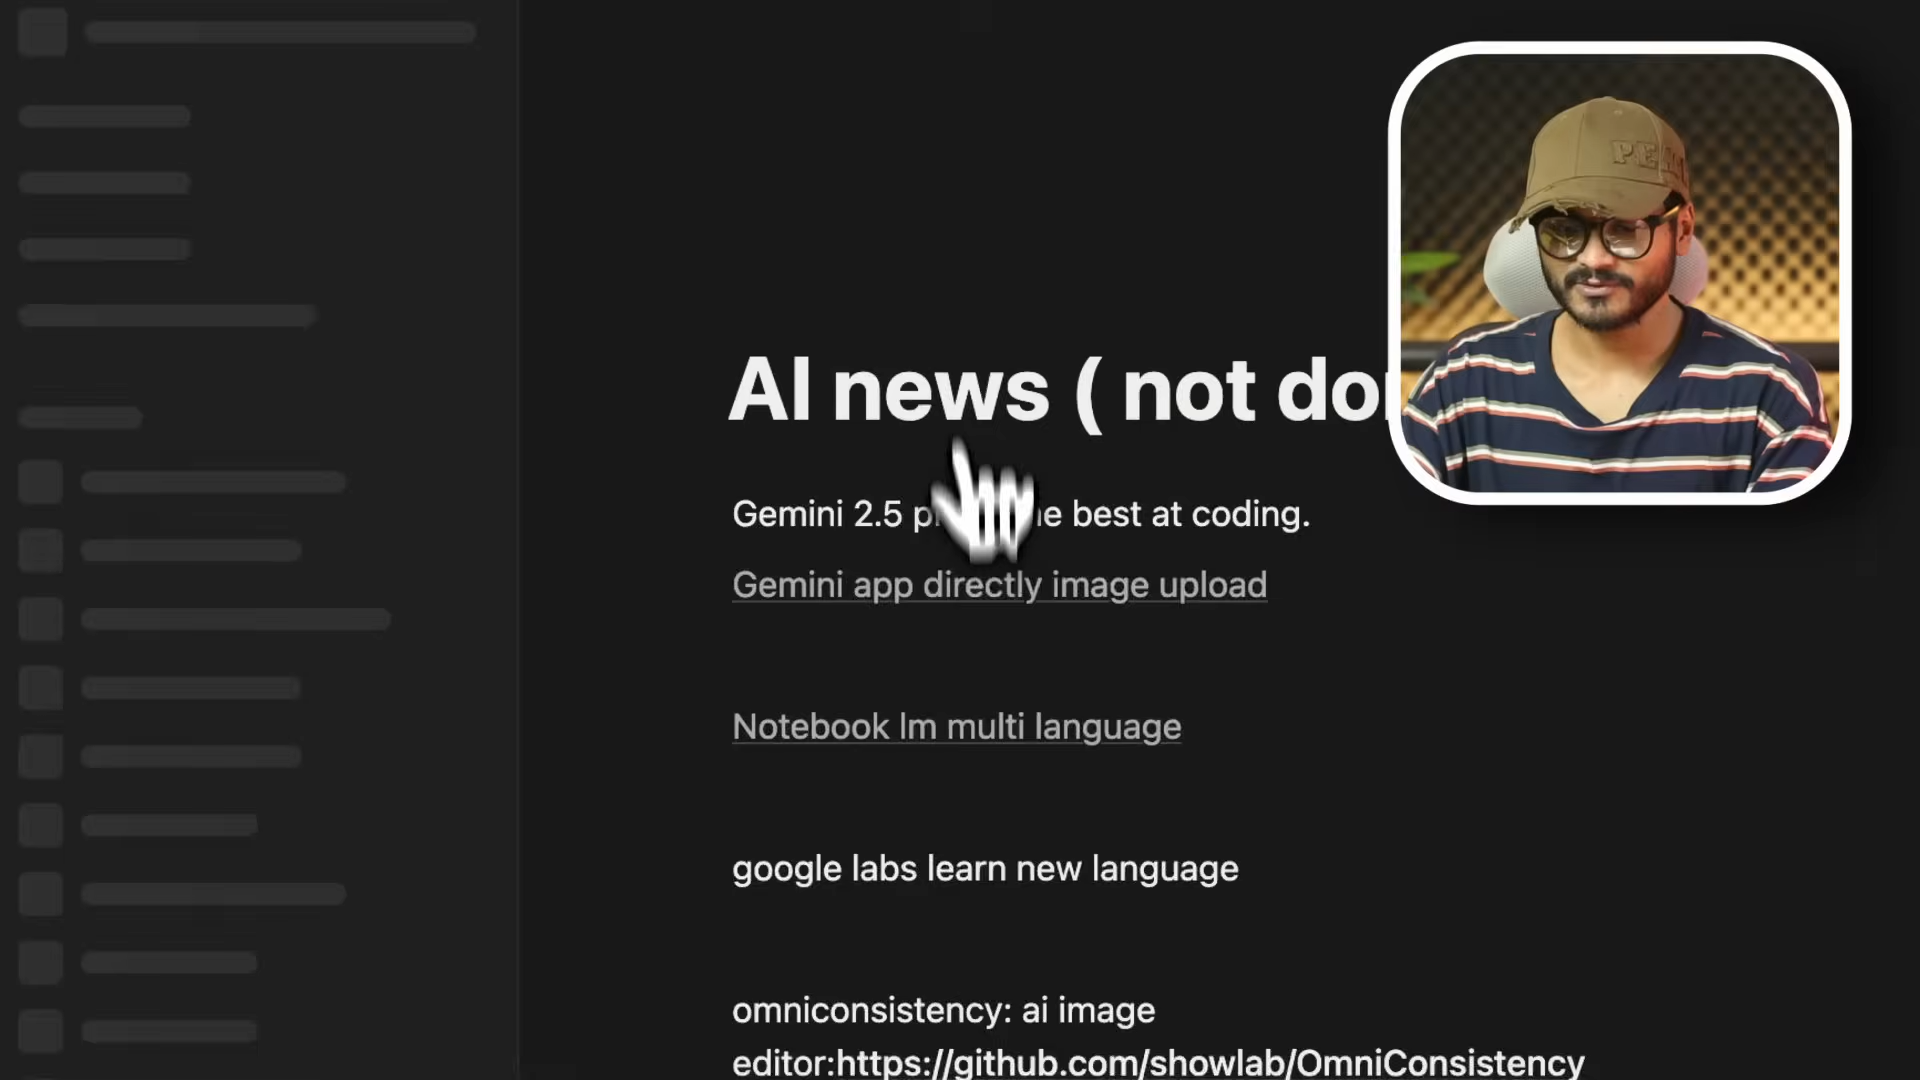 AI news ( not do
Gemini 2.5 best at coding.
Gemini app directly image upload
Notebook lm multi language
google labs learn new language
omniconsistency: ai image
editor:https://github.com/showlab/OmniConsistency